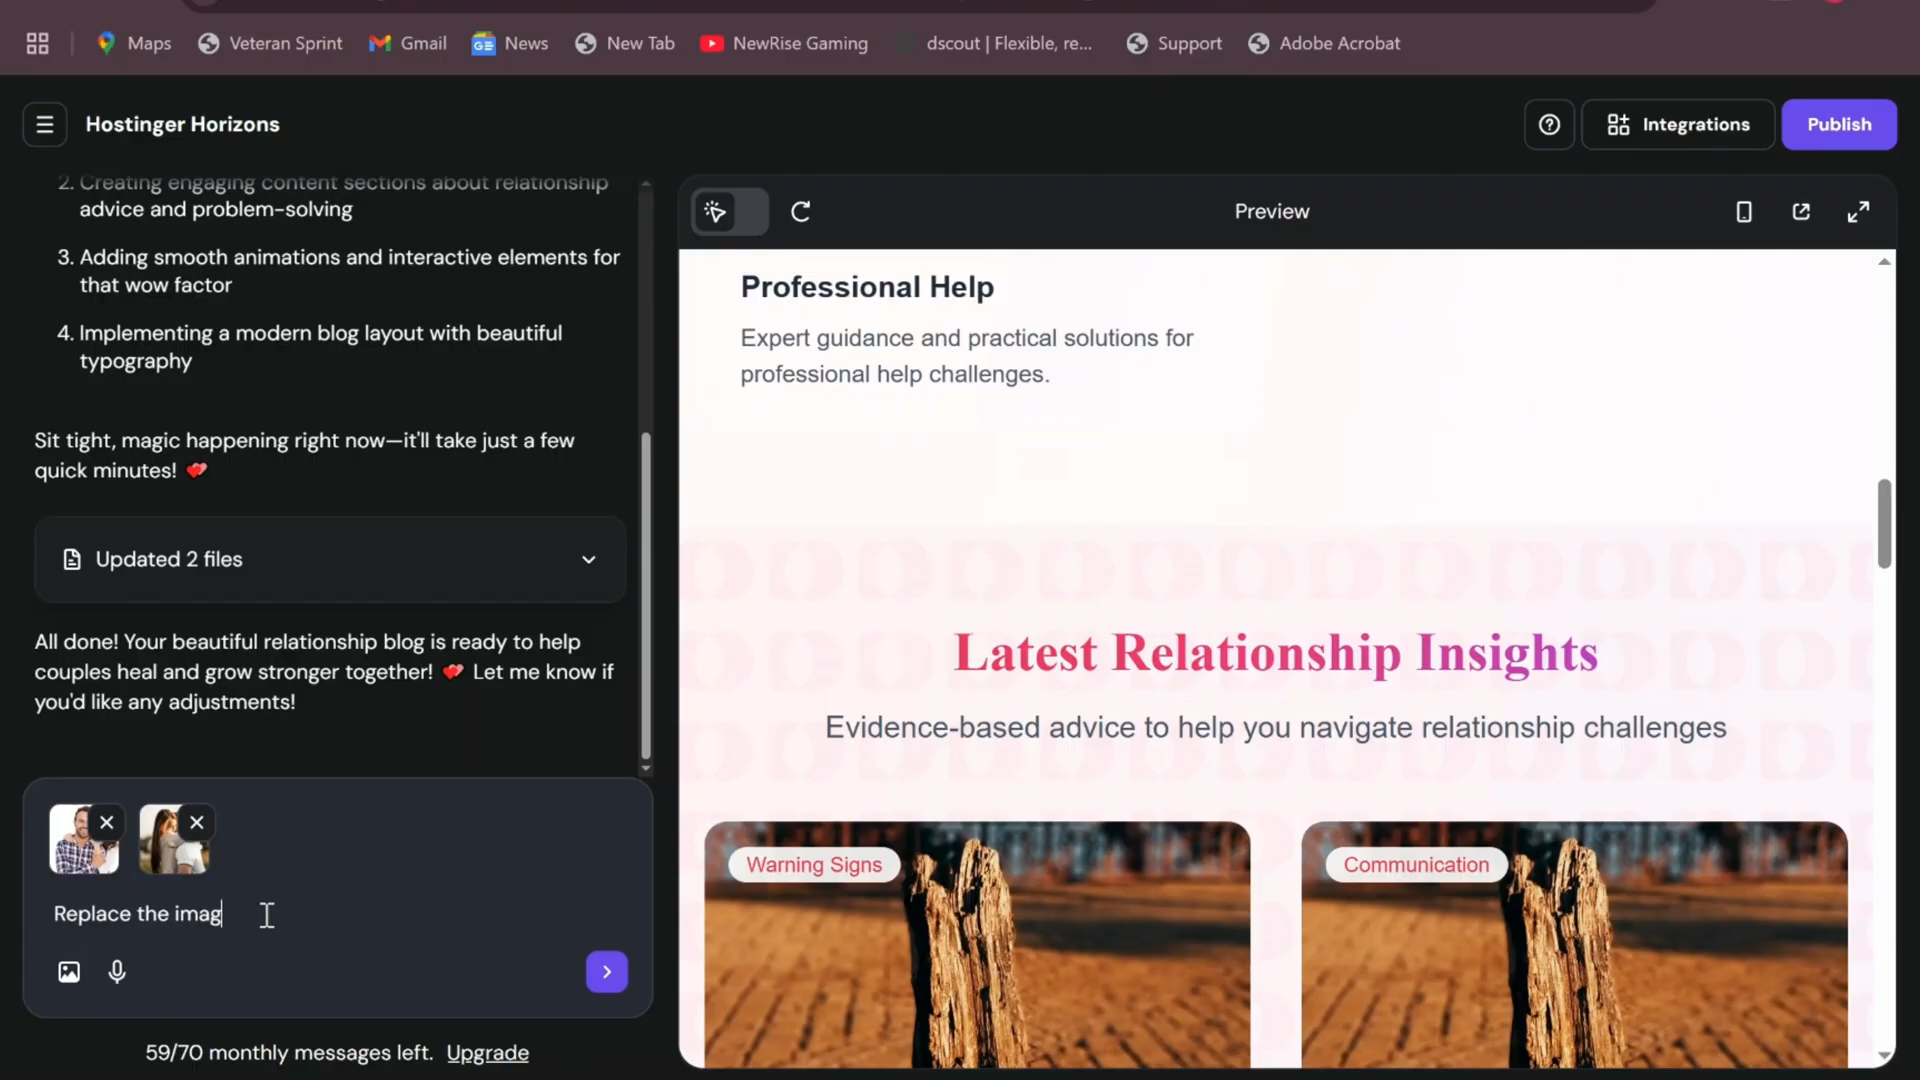 Maps
Veteran Sprint
Gmail
News
New Tab
NewRise Gaming
dscout | Flexible, re...
Support
Adobe Acrobat
Hostinger Horizons
Integrations
Publish
2. Creating engaging content sections about relationship
advice and problem-solving
3. Adding smooth animations and interactive elements for
that wow factor
4. Implementing a modern blog layout with beautiful
typography
Sit tight, magic happening right now—it'll take just a few
quick minutes! 💕
Updated 2 files
All done! Your beautiful relationship blog is ready to help
couples heal and grow stronger together! 💕 Let me know if
you'd like any adjustments!
Replace the imag
59/70 monthly messages left. Upgrade
Preview
Professional Help
Expert guidance and practical solutions for
professional help challenges.
Latest Relationship Insights
Evidence-based advice to help you navigate relationship challenges
Warning Signs
Communication